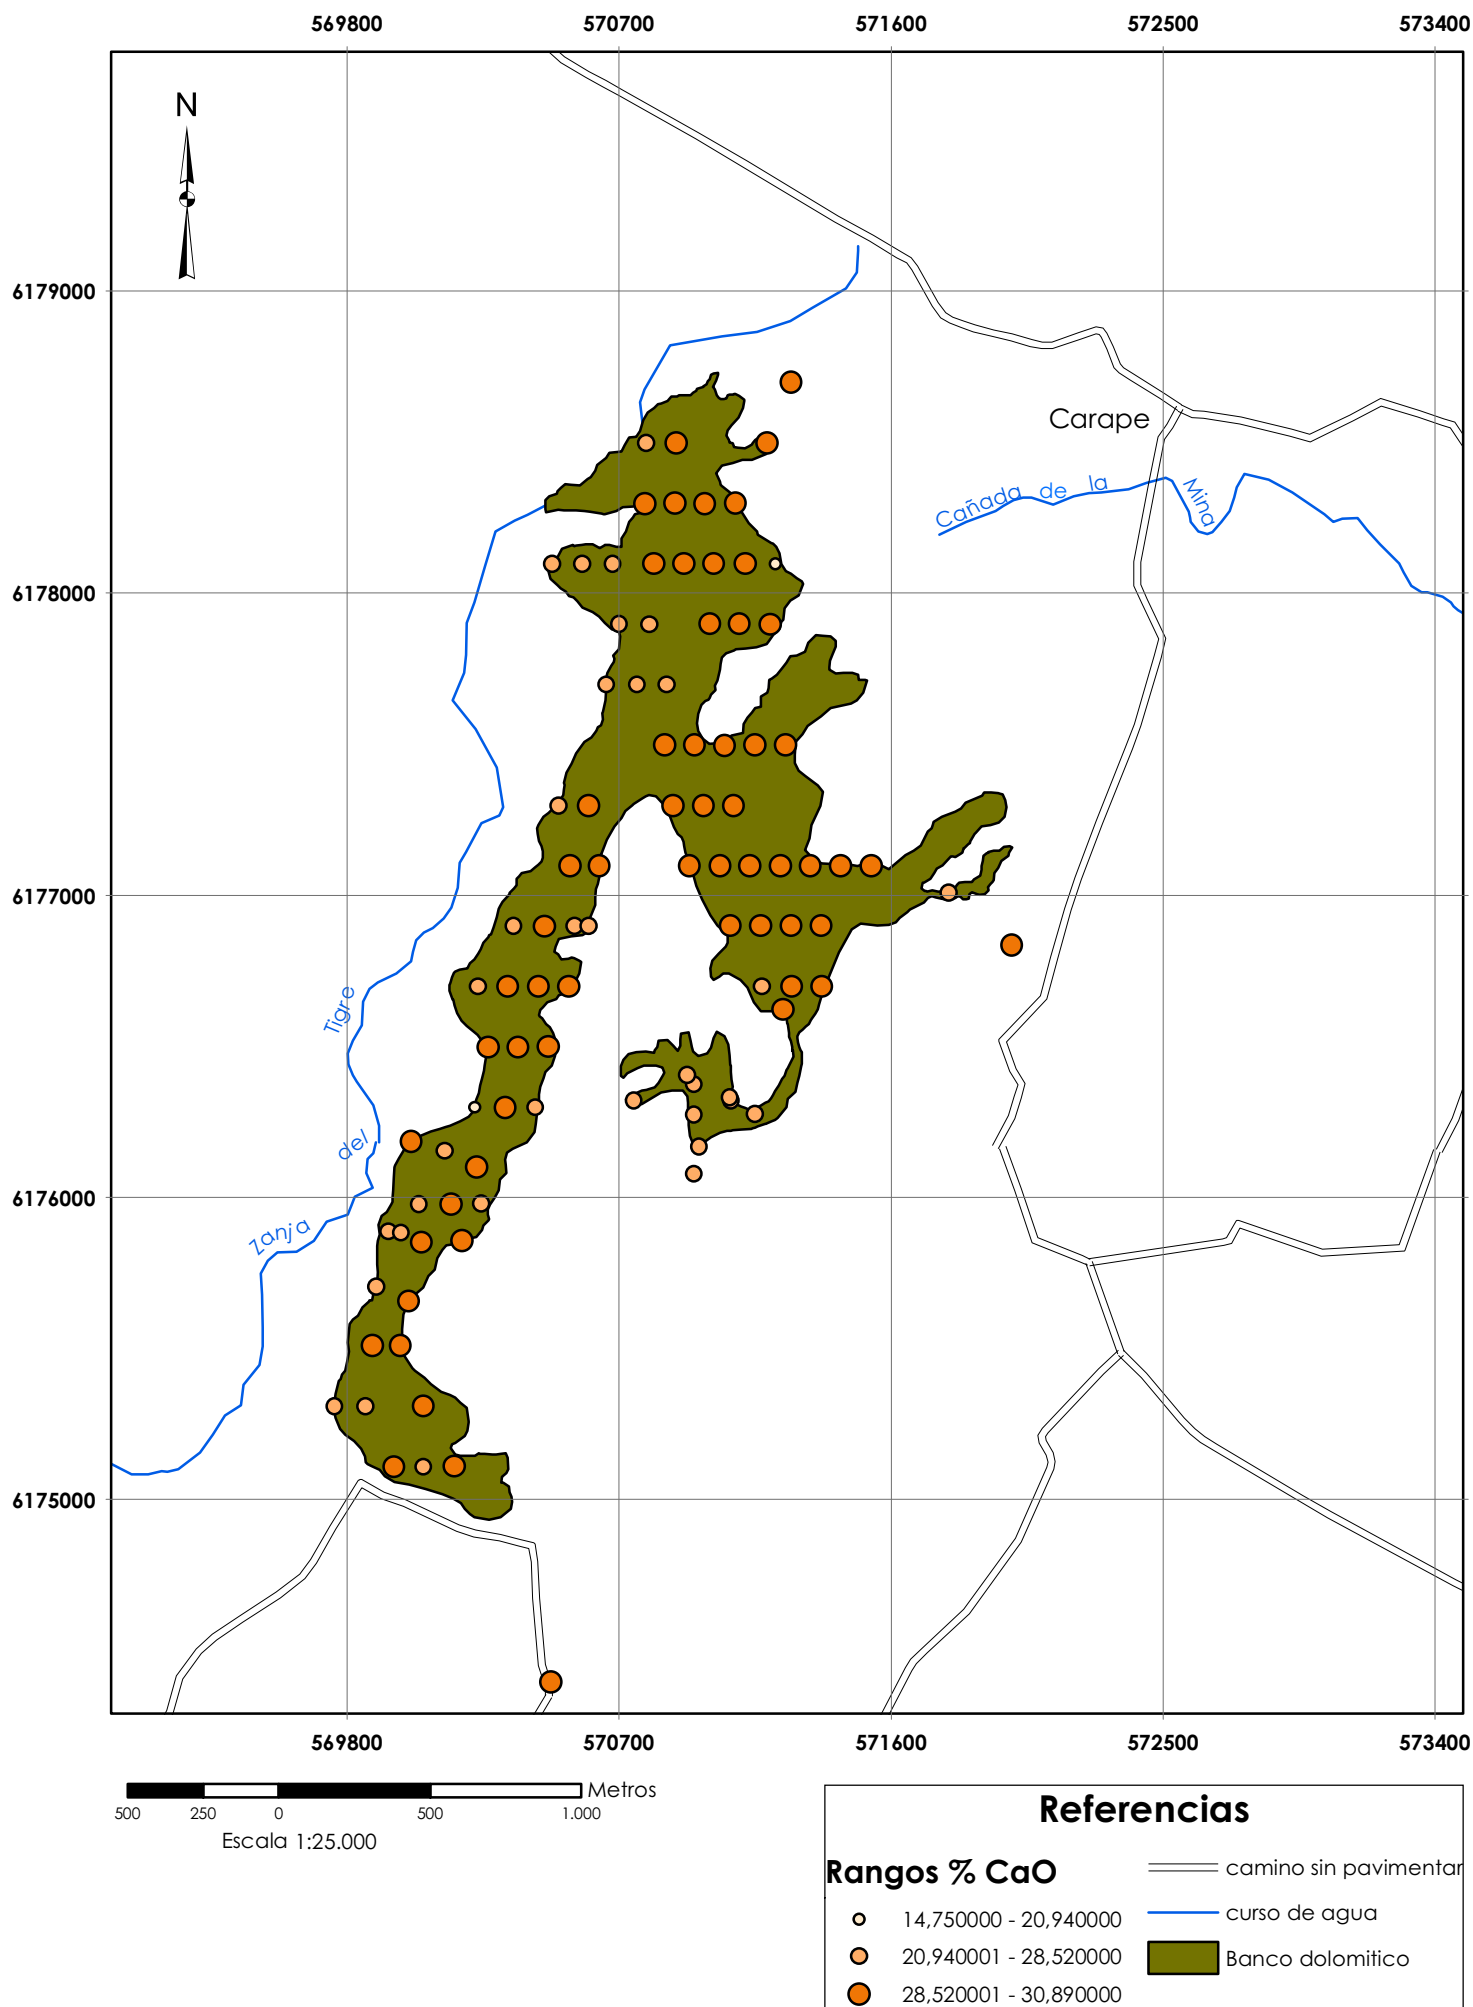 569800 570700 571600 572500 573400
N
6179000
Carape
Cañada de la Mina
6178000
6177000
Zanja del Tigre
6176000
6175000
569800 570700 571600 572500 573400
Metros
500 250 0 500 1.000
Escala 1:25.000
Referencias
Rangos % CaO
14,750000 - 20,940000
20,940001 - 28,520000
28,520001 - 30,890000
camino sin pavimentar
curso de agua
Banco dolomitico